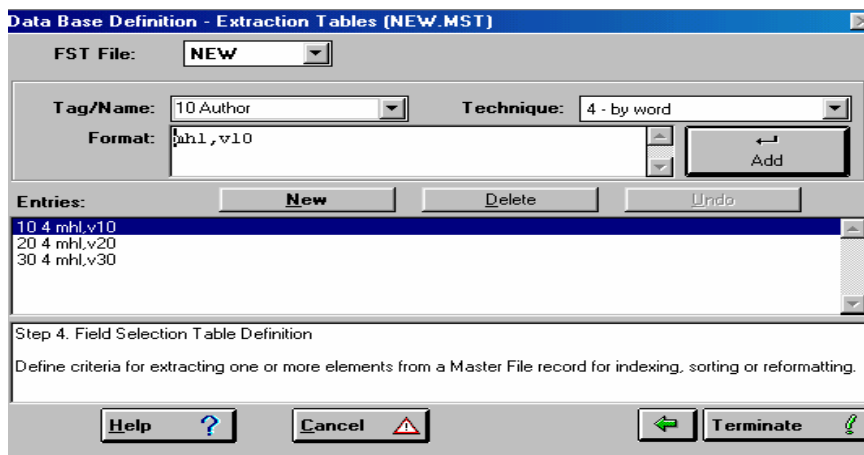 Data Base Definition - Extraction Tables (NEW.MST)
FST File: NEW
Tag/Name: 10 Author Technique: 4 - by word
Format: mhl,v10
Add
Entries: New Delete Undo
10 4 mhl,v10
20 4 mhl,v20
30 4 mhl,v30
Step 4. Field Selection Table Definition
Define criteria for extracting one or more elements from a Master File record for indexing, sorting or reformatting.
Help ? Cancel Terminate